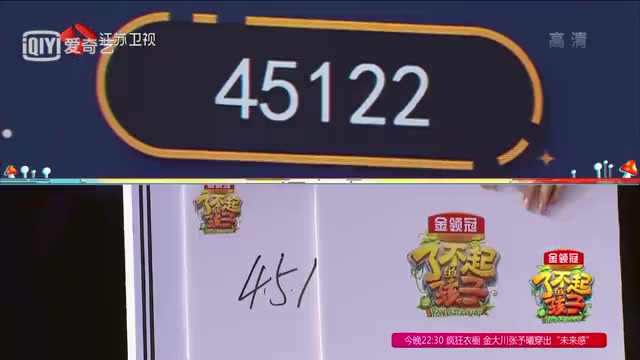 iQIYI 爱奇艺
江苏卫视
高清
45122
金领冠
了不起的孩子
451
金领冠
了不起的孩子
金领冠
了不起的孩子
今晚22:30 疯狂衣橱 金大川张予曦穿出“未来感”